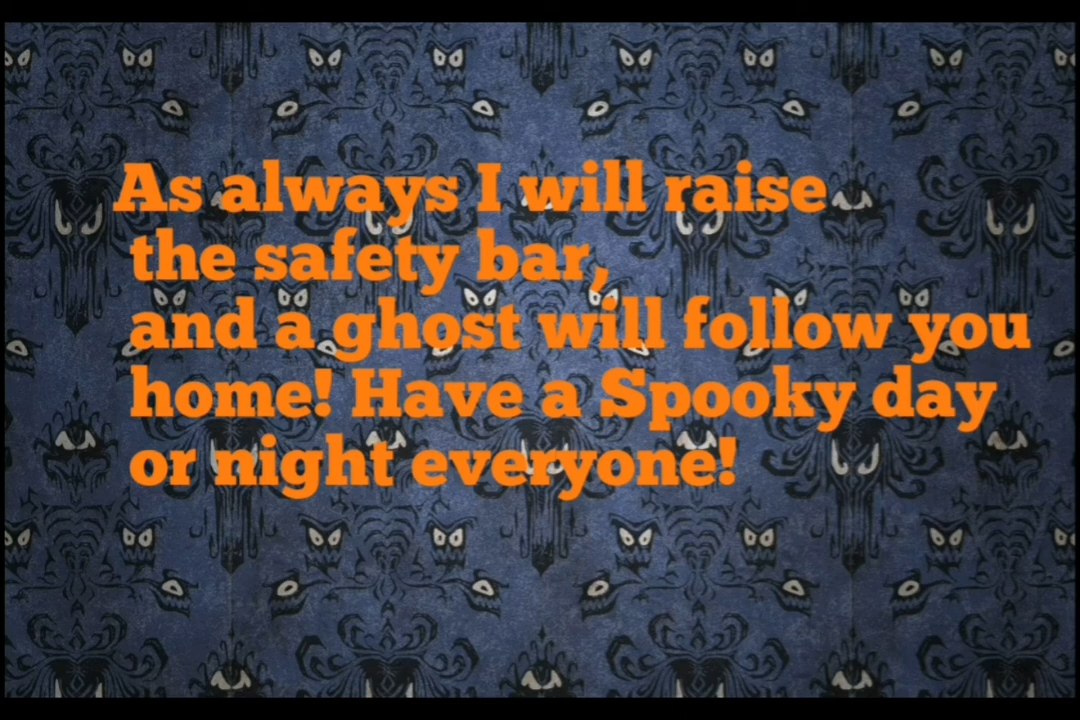 As always I will raise
the safety bar,
and a ghost will follow you
home! Have a Spooky day
or night everyone!